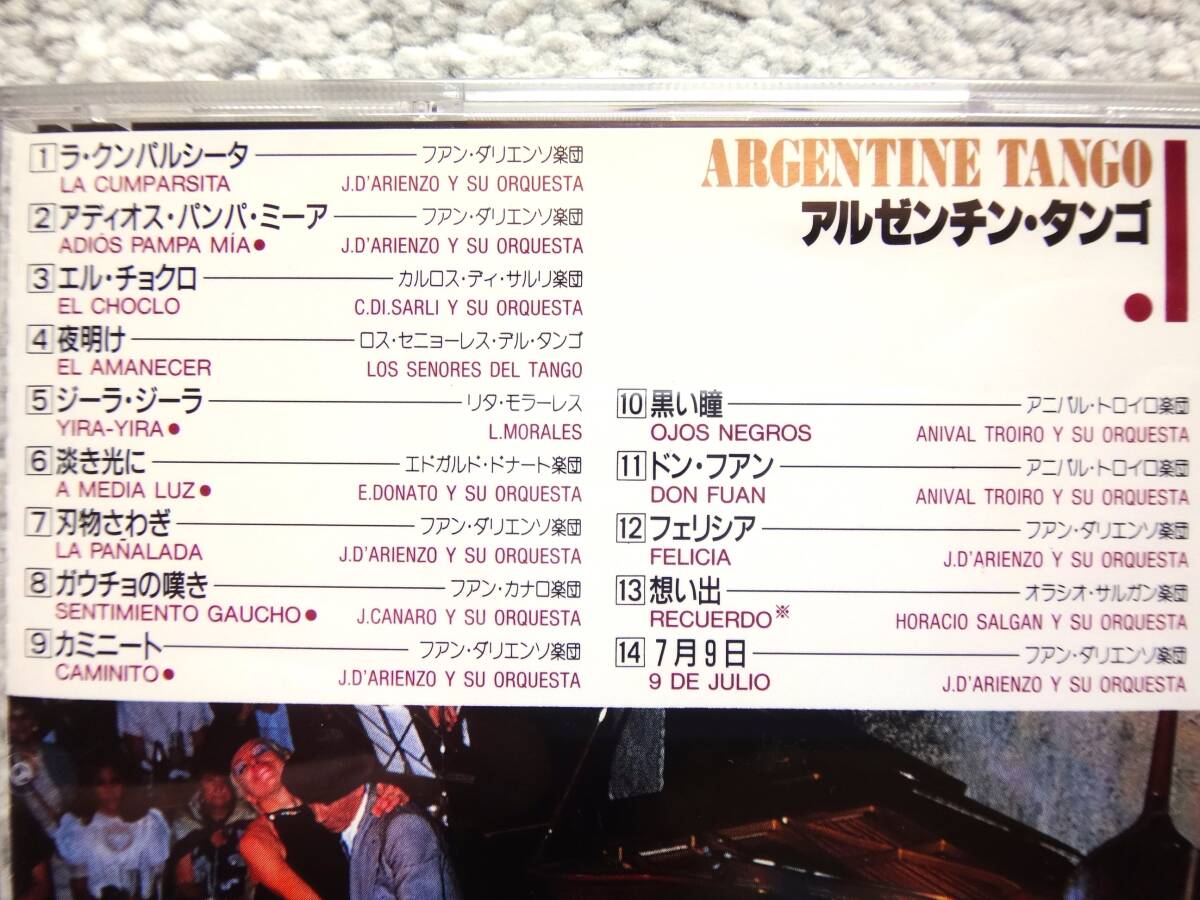 ARGENTINE TANGO
アルゼンチン・タンゴ
1 ラ・クンパルシータ フアン・ダリエンソ楽団
LA CUMPARSITA J.D'ARIENZO Y SU ORQUESTA
2 アディオス・パンパ・ミーア フアン・ダリエンソ楽団
ADIÓS PAMPA MÍA● J.D'ARIENZO Y SU ORQUESTA
3 エル・チョクロ カルロス・ディ・サルリ楽団
EL CHOCLO C.DI.SARLI Y SU ORQUESTA
4 夜明け ロス・セニョーレス・デル・タンゴ
EL AMANECER LOS SENORES DEL TANGO
5 ジーラ・ジーラ リタ・モラーレス
YIRA-YIRA● L.MORALES
6 淡き光に エドガルド・ドナート楽団
A MEDIA LUZ● E.DONATO Y SU ORQUESTA
7 刃物さわぎ フアン・ダリエンソ楽団
LA PAÑALADA J.D'ARIENZO Y SU ORQUESTA
8 ガウチョの嘆き フアン・カナロ楽団
SENTIMIENTO GAUCHO● J.CANARO Y SU ORQUESTA
9 カミニート フアン・ダリエンソ楽団
CAMINITO● J.D'ARIENZO Y SU ORQUESTA
10 黒い瞳 アニバル・トロイロ楽団
OJOS NEGROS ANIVAL TROIRO Y SU ORQUESTA
11 ドン・フアン アニバル・トロイロ楽団
DON FUAN ANIVAL TROIRO Y SU ORQUESTA
12 フェリシア フアン・ダリエンソ楽団
FELICIA J.D'ARIENZO Y SU ORQUESTA
13 想い出 オラシオ・サルガン楽団
RECUERDO※ HORACIO SALGAN Y SU ORQUESTA
14 7月9日 フアン・ダリエンソ楽団
9 DE JULIO J.D'ARIENZO Y SU ORQUESTA